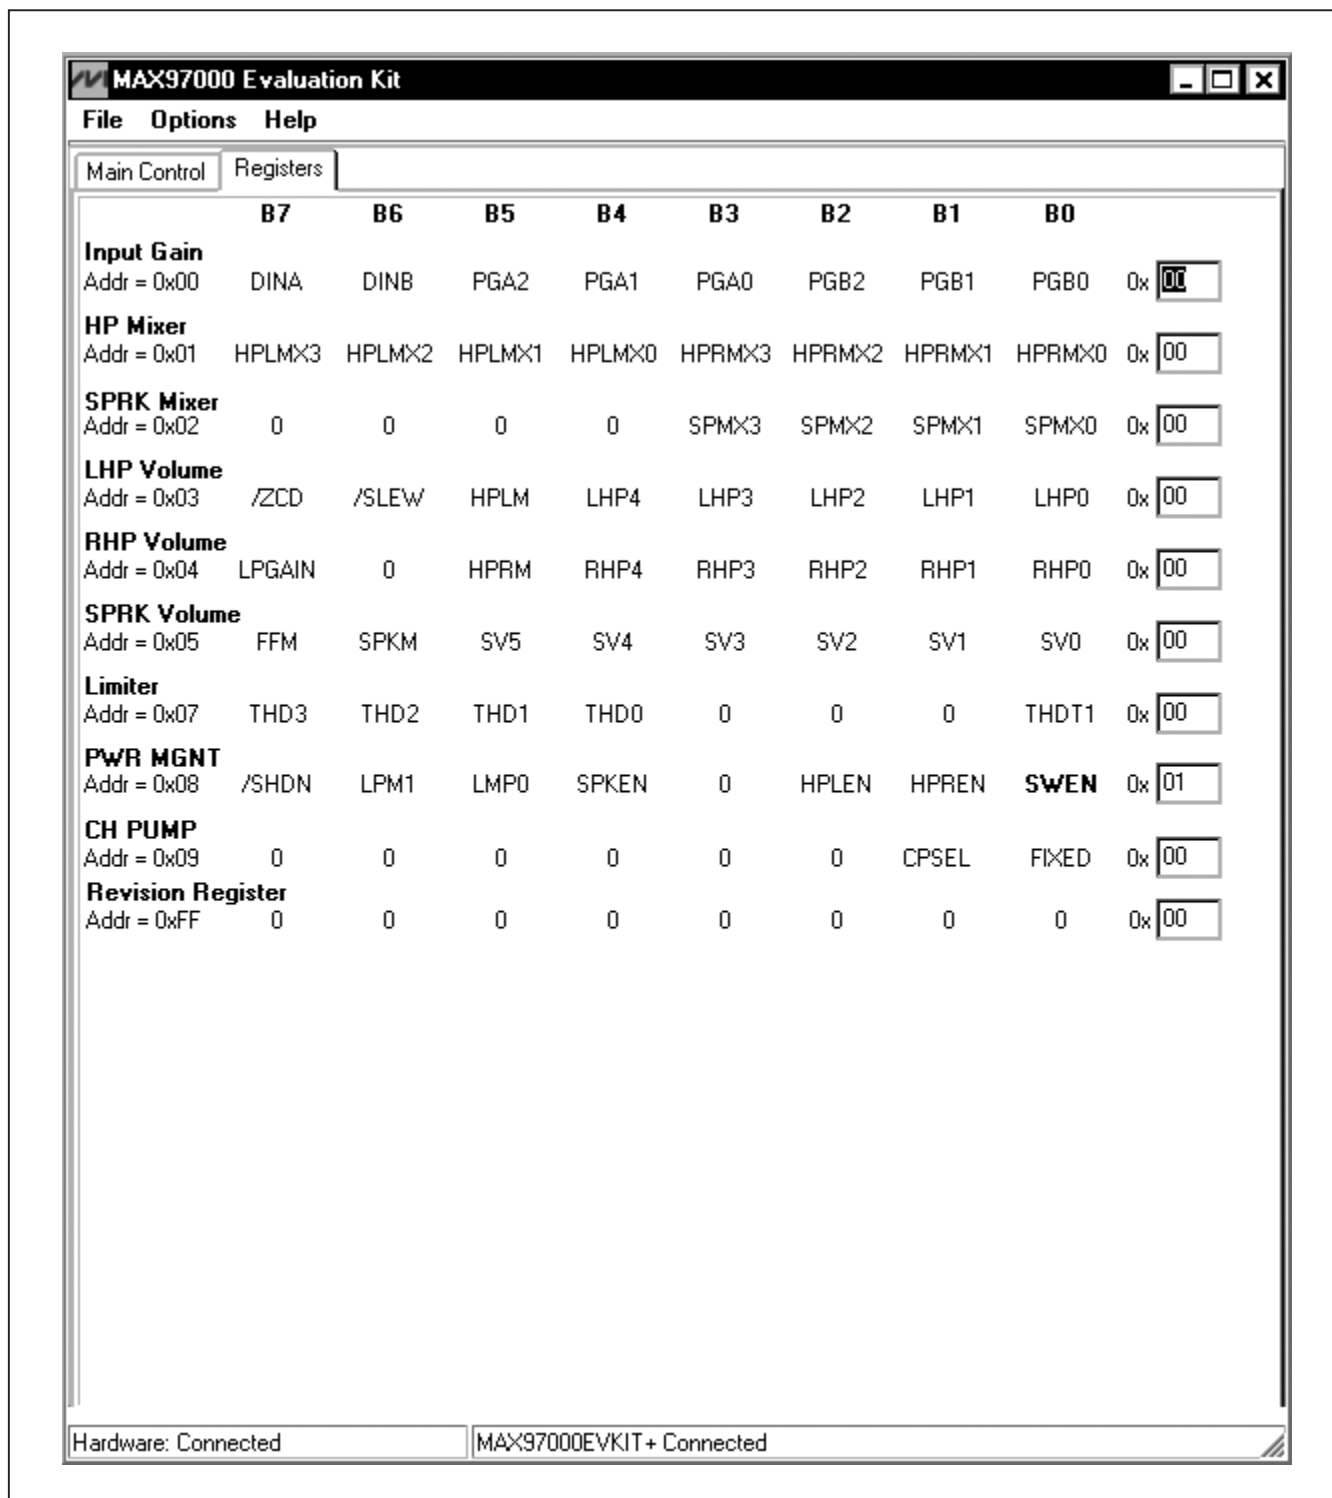 MAX97000 Evaluation Kit
File Options Help
Main Control Registers
B7 B6 B5 B4 B3 B2 B1 B0
Input Gain
Addr = 0x00 DINA DINB PGA2 PGA1 PGA0 PGB2 PGB1 PGB0 0x 00
HP Mixer
Addr = 0x01 HPLMX3 HPLMX2 HPLMX1 HPLMX0 HPRMX3 HPRMX2 HPRMX1 HPRMX0 0x 00
SPRK Mixer
Addr = 0x02 0 0 0 0 SPMX3 SPMX2 SPMX1 SPMX0 0x 00
LHP Volume
Addr = 0x03 /ZCD /SLEW HPLM LHP4 LHP3 LHP2 LHP1 LHP0 0x 00
RHP Volume
Addr = 0x04 LPGAIN 0 HPRM RHP4 RHP3 RHP2 RHP1 RHP0 0x 00
SPRK Volume
Addr = 0x05 FFM SPKM SV5 SV4 SV3 SV2 SV1 SV0 0x 00
Limiter
Addr = 0x07 THD3 THD2 THD1 THD0 0 0 0 THDT1 0x 00
PWR MGNT
Addr = 0x08 /SHDN LPM1 LMP0 SPKEN 0 HPLEN HPREN SWEN 0x 01
CH PUMP
Addr = 0x09 0 0 0 0 0 0 CPSEL FIXED 0x 00
Revision Register
Addr = 0xFF 0 0 0 0 0 0 0 0 0x 00
Hardware: Connected MAX97000EVKIT+ Connected